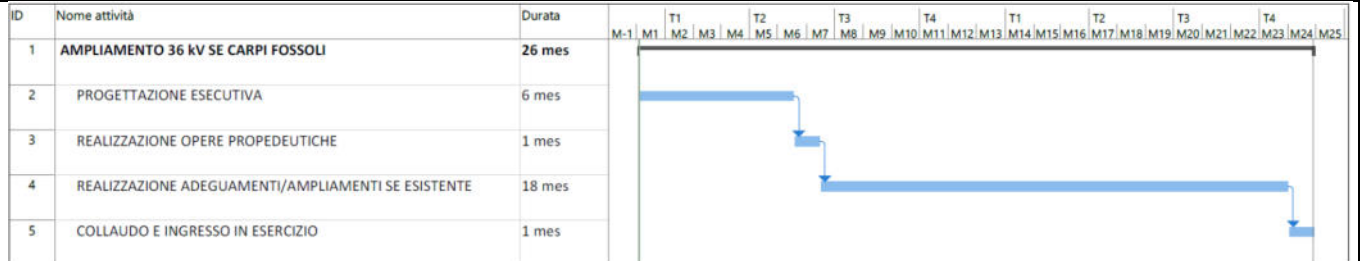 ID Nome attività Durata T1 T2 T3 T4 T1 T2 T3 T4
M-1 M1 M2 M3 M4 M5 M6 M7 M8 M9 M10 M11 M12 M13 M14 M15 M16 M17 M18 M19 M20 M21 M22 M23 M24 M25
1 AMPLIAMENTO 36 kV SE CARPI FOSSOLI 26 mes
2 PROGETTAZIONE ESECUTIVA 6 mes
3 REALIZZAZIONE OPERE PROPEDEUTICHE 1 mes
4 REALIZZAZIONE ADEGUAMENTI/AMPLIAMENTI SE ESISTENTE 18 mes
5 COLLAUDO E INGRESSO IN ESERCIZIO 1 mes